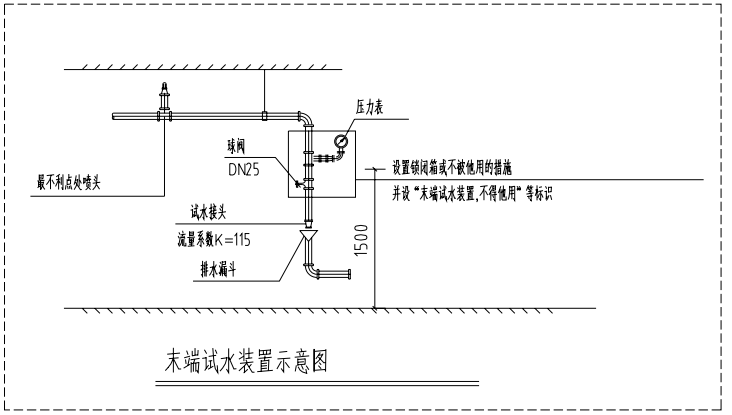 压力表
球阀
DN25
设置锁闭箱或不被他用的措施
并设“末端试水装置,不得他用”等标识
最不利点处喷头
试水接头
流量系数K=115
排水漏斗
1500
末端试水装置示意图